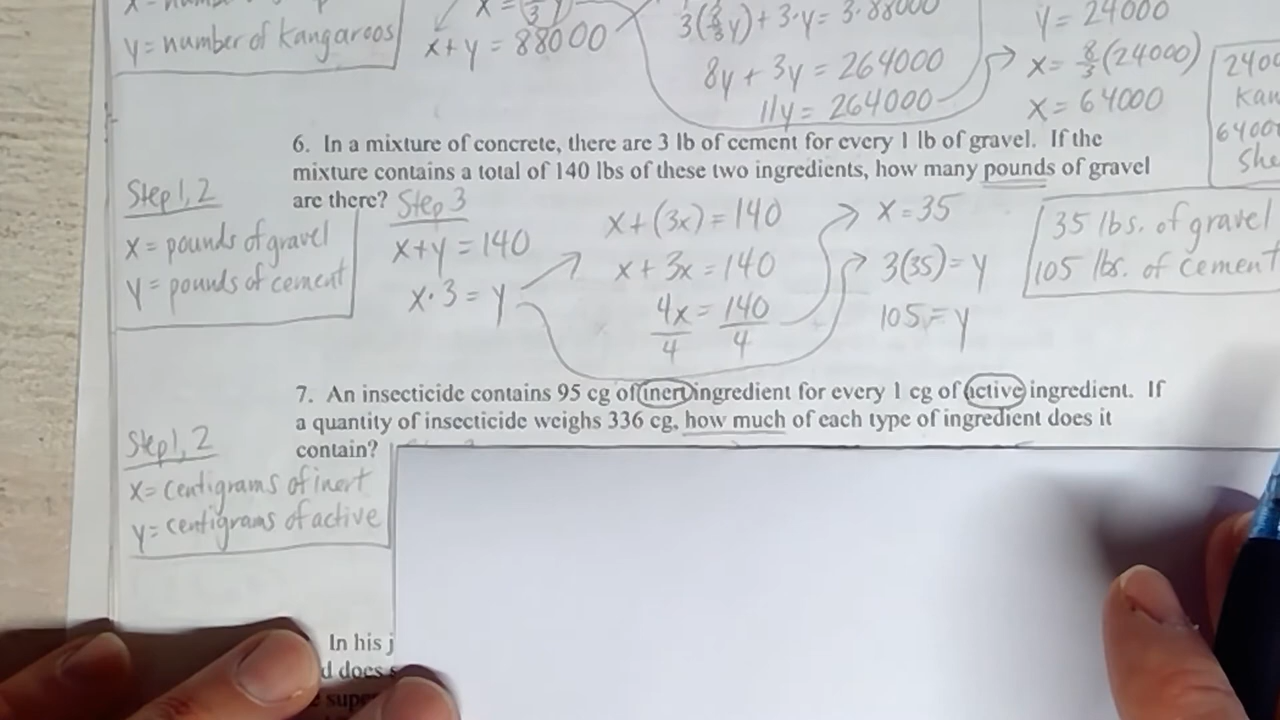 y = number of kangaroos
x + y = 88000
3(8/3y) + 3·y = 3·88000
8y + 3y = 264000
11y = 264000
y = 24000
x = 8/3(24000)
x = 64000
6. In a mixture of concrete, there are 3 lb of cement for every 1 lb of gravel. If the
mixture contains a total of 140 lbs of these two ingredients, how many pounds of gravel
are there?
Step 1, 2
x = pounds of gravel
y = pounds of cement
Step 3
x + y = 140
x · 3 = y
x + (3x) = 140
x + 3x = 140
4x = 140
4 4
x = 35
3(35) = y
105 = y
35 lbs. of gravel
105 lbs. of cement
7. An insecticide contains 95 cg of inert ingredient for every 1 cg of active ingredient. If
a quantity of insecticide weighs 336 cg, how much of each type of ingredient does it
contain?
Step 1, 2
x = centigrams of inert
y = centigrams of active
In his j
d does